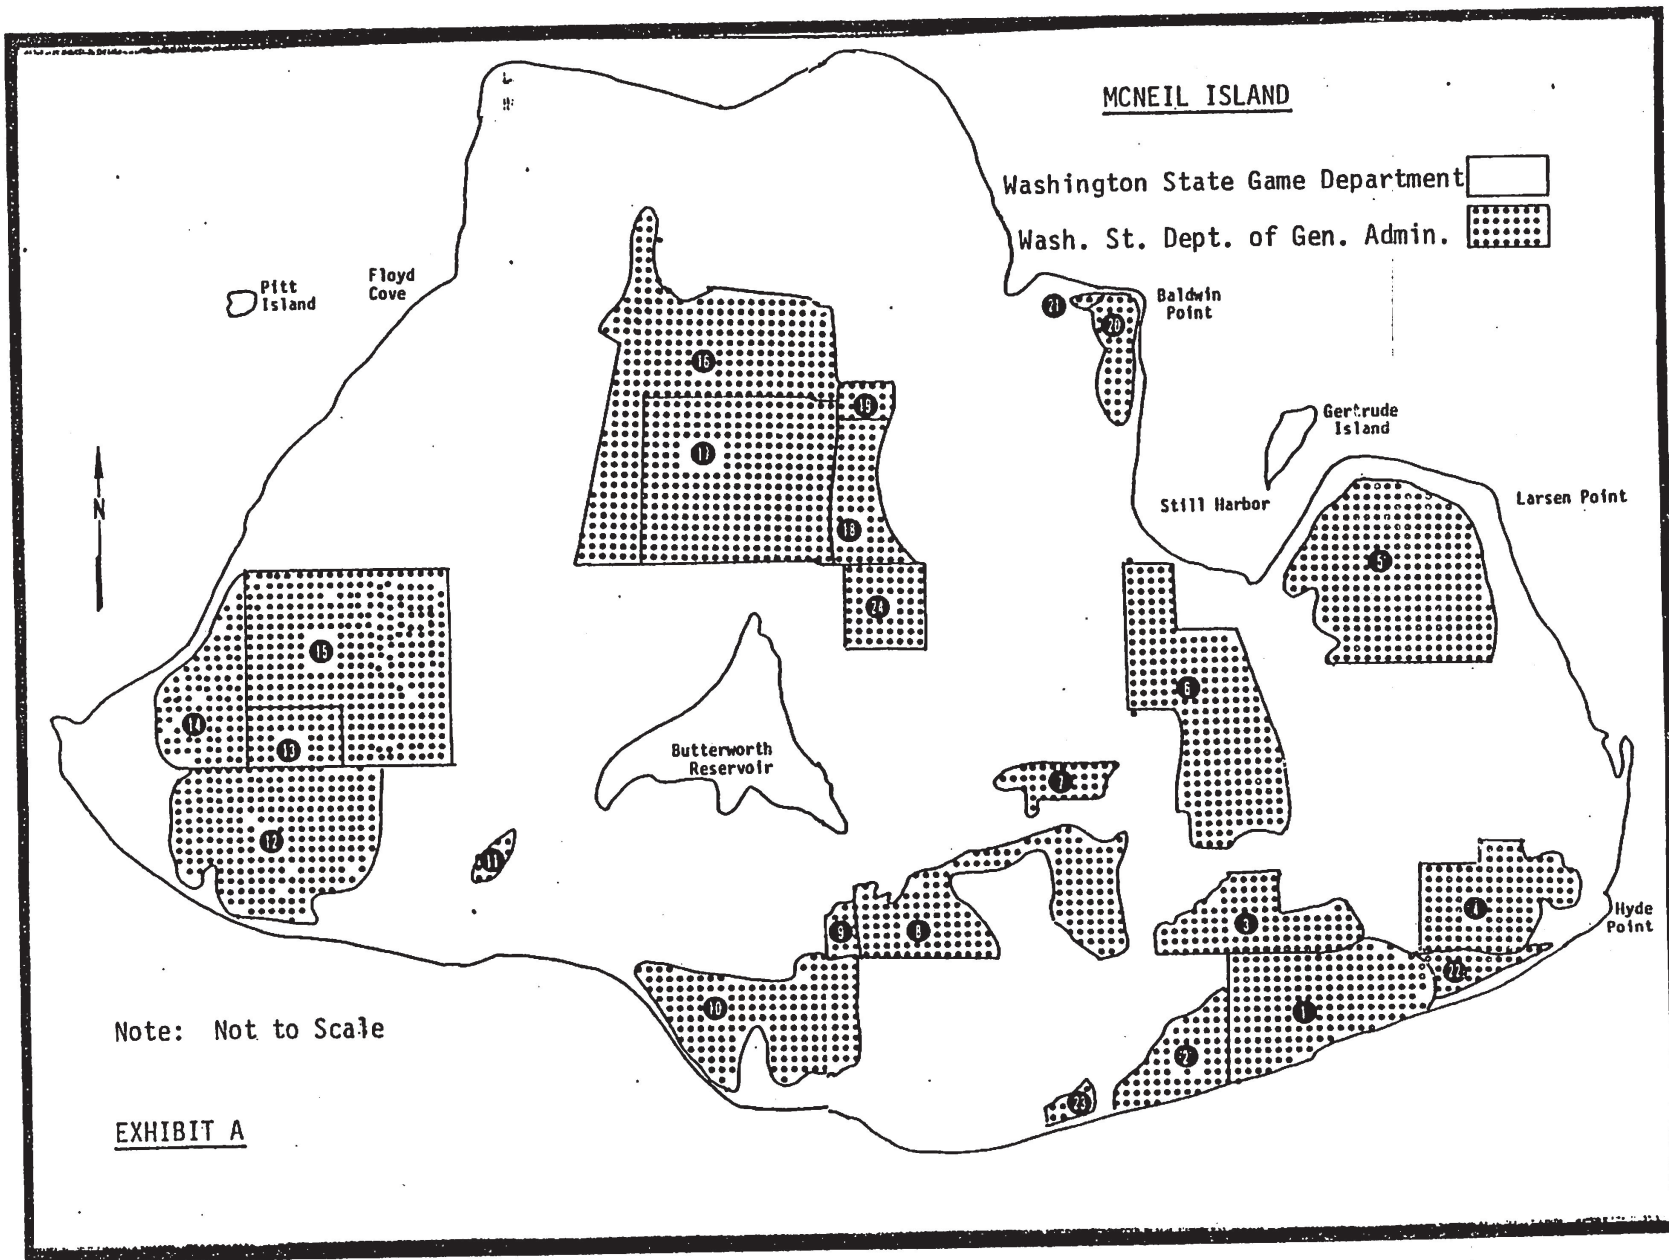 MCNEIL ISLAND
Washington State Game Department
Wash. St. Dept. of Gen. Admin.
Pitt
Island
Floyd
Cove
Baldwin
Point
21
20
16
19
17
Gertrude
Island
N
Still Harbor
Larsen Point
18
5
24
15
6
14
13
Butterworth
Reservoir
7
12
11
9
8
3
4
Hyde
Point
22
10
1
Note: Not to Scale
2
23
EXHIBIT A